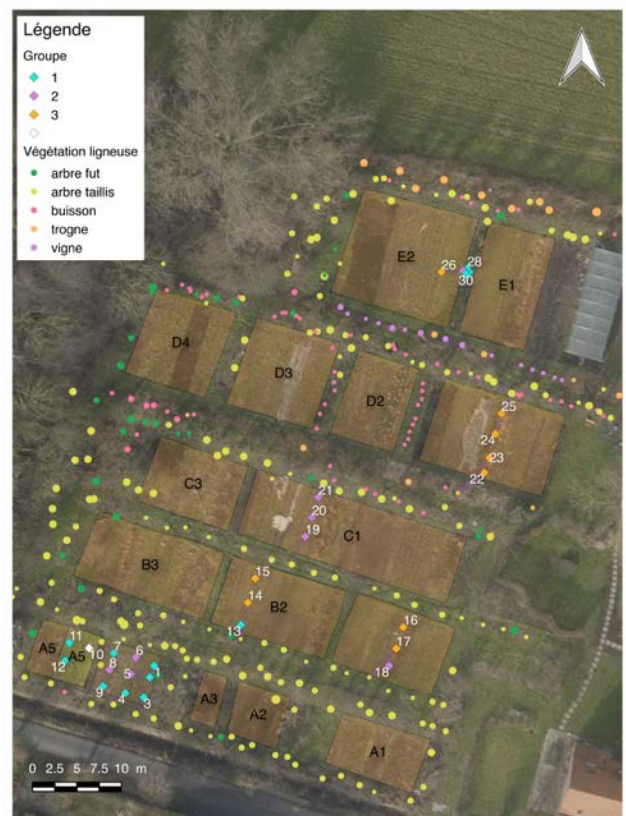 Légende
Groupe
1
2
3
Végétation ligneuse
arbre fut
arbre taillis
buisson
trogne
vigne
E2
26
28
30
E1
D4
D3
D2
25
24
23
22
C3
21
20
19
C1
B3
15
14
13
B2
16
17
18
A5
11
12
A5
10
7
8
6
5
1
9
4
3
A3
A2
A1
0 2.5 5 7.5 10 m